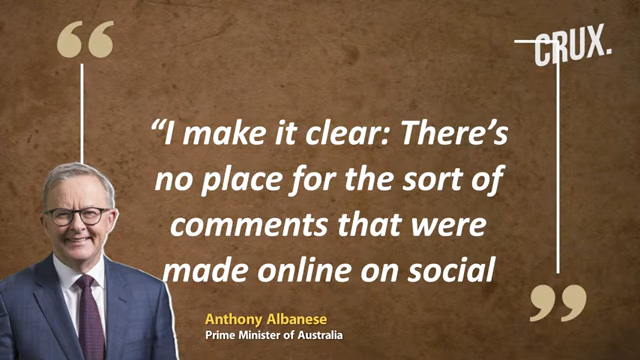 CRUX.
“I make it clear: There’s
no place for the sort of
comments that were
made online on social
Anthony Albanese
Prime Minister of Australia